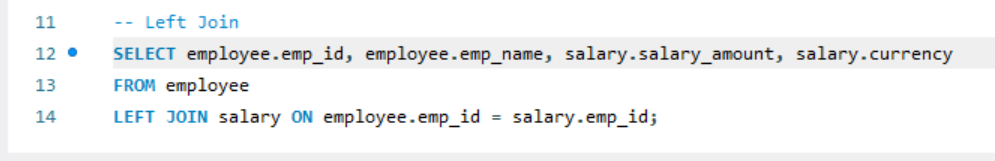 11 -- Left Join
12 SELECT employee.emp_id, employee.emp_name, salary.salary_amount, salary.currency
13 FROM employee
14 LEFT JOIN salary ON employee.emp_id = salary.emp_id;